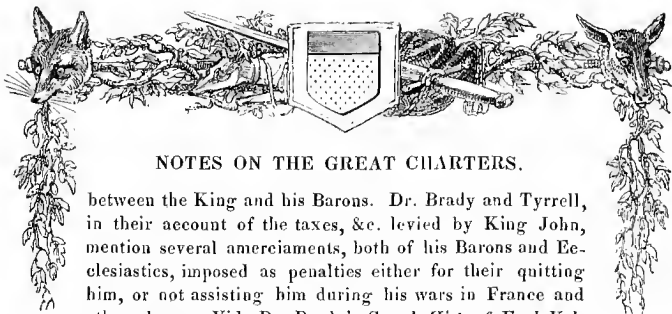 NOTES ON THE GREAT CHARTERS.
between the King and his Barons. Dr. Brady and Tyrrell,
in their account of the taxes, &c. levied by King John,
mention several amerciaments, both of his Barons and Ec-
clesiastics, imposed as penalties either for their quitting
him, or not assisting him during his wars in France and